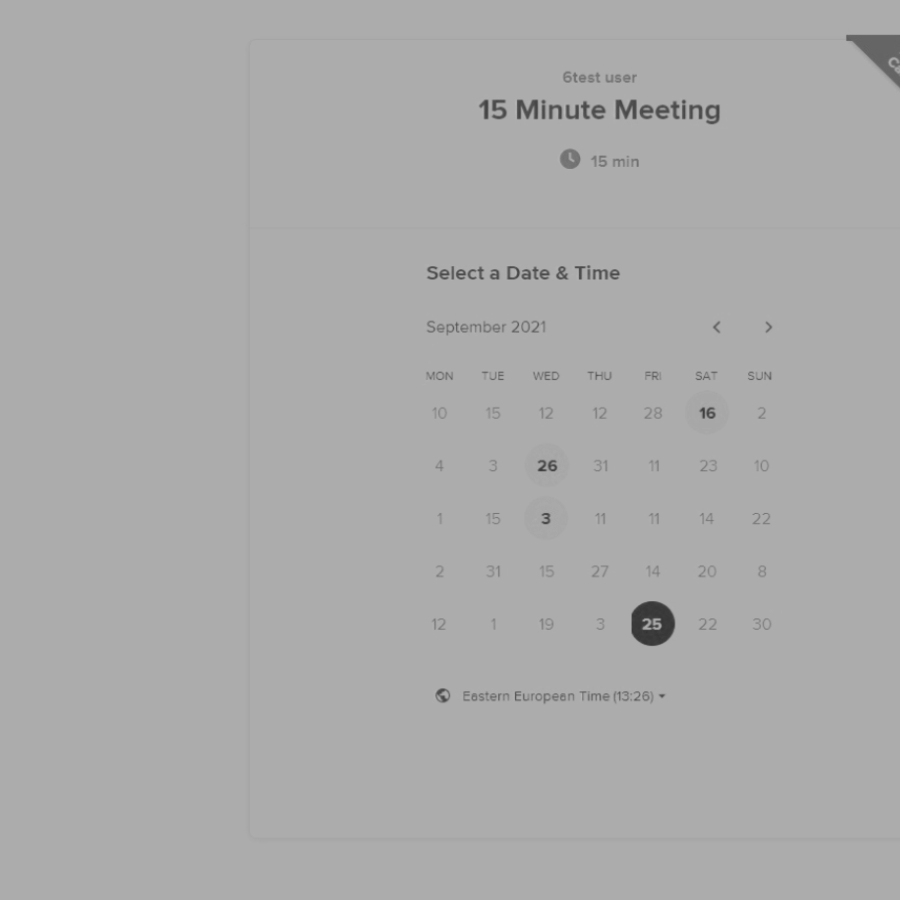 6test user
15 Minute Meeting
15 min
Select a Date & Time
September 2021
MON TUE WED THU FRI SAT SUN
10 15 12 12 28 16 2
4 3 26 31 11 23 10
1 15 3 11 11 14 22
2 31 15 27 14 20 8
12 1 19 3 25 22 30
Eastern European Time (13:26)